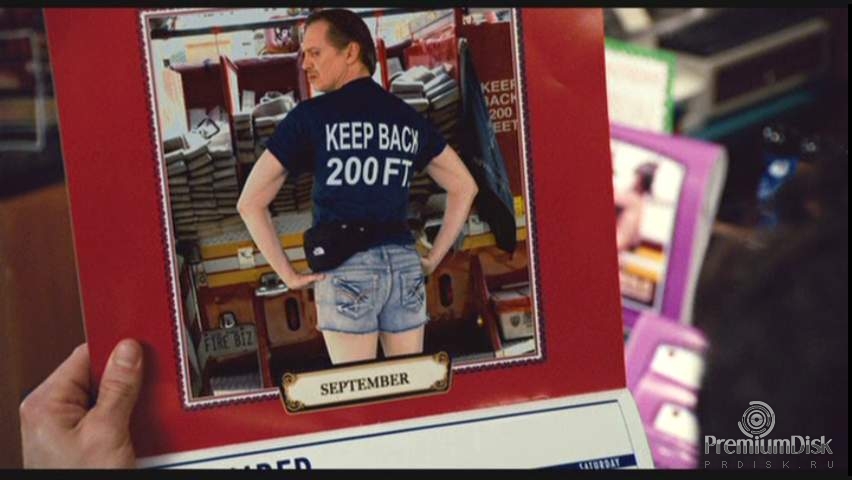 KEEP BACK
200 FT.
KEEP
BACK
200
FEET
FIRE BIZ
SEPTEMBER
SATURDAY
PremiumDisk
PRDISK.RU